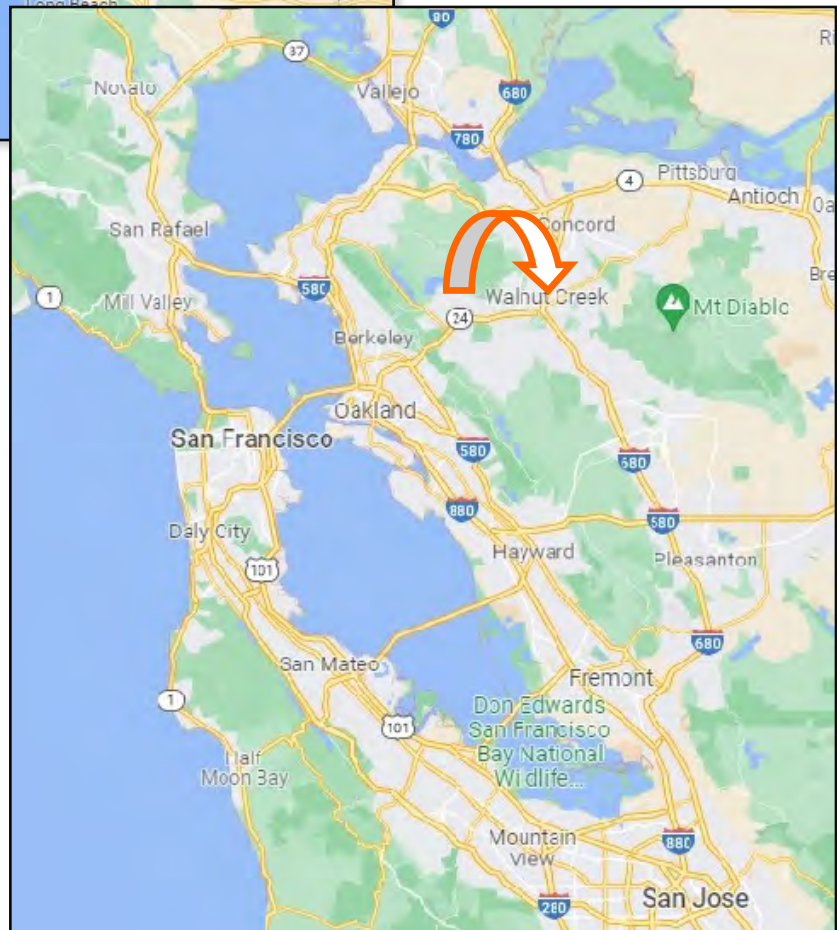 80
37
Novato
Vallejo
680
780
4
Pittsburg
Antioch
San Rafael
Concord
580
1
Mill Valley
Walnut Creek
24
Mt Diablo
Berkeley
Oakland
San Francisco
580
680
880
580
Daly City
Hayward
Pleasanton
101
680
San Mateo
Fremont
1
Don Edwards
San Francisco
Bay National
Wildlife...
101
Half
Moon Bay
Mountain
View
880
San Jose
280